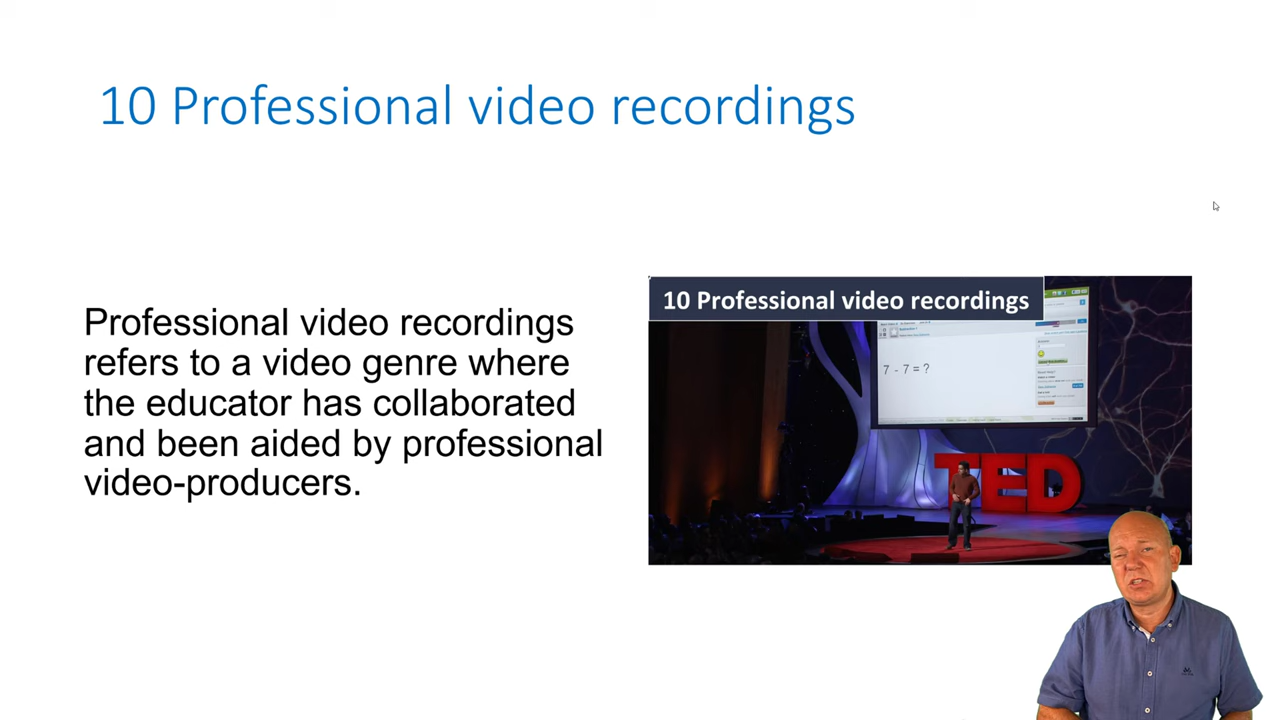 10 Professional video recordings
Professional video recordings
refers to a video genre where
the educator has collaborated
and been aided by professional
video-producers.
10 Professional video recordings
7 - 7 = ?
TED